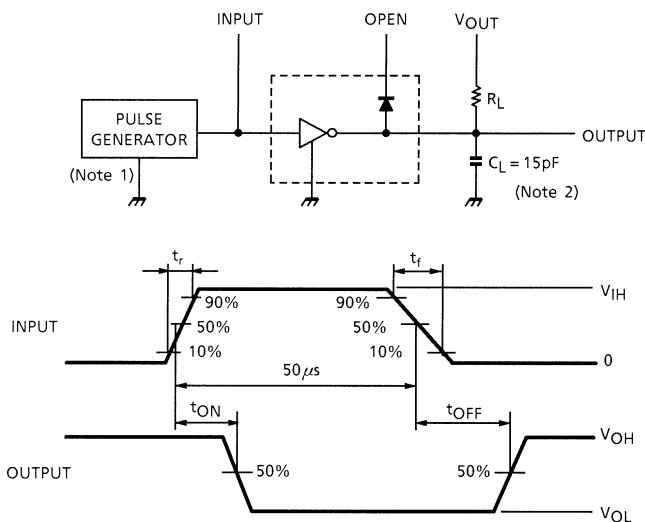 INPUT OPEN VOUT
PULSE
GENERATOR
RL
OUTPUT
(Note 1)
CL = 15pF
(Note 2)
tr tf
VIH
90% 90%
INPUT 50% 50%
10% 10%
0
50μs
tON tOFF
VOH
OUTPUT 50% 50%
VOL